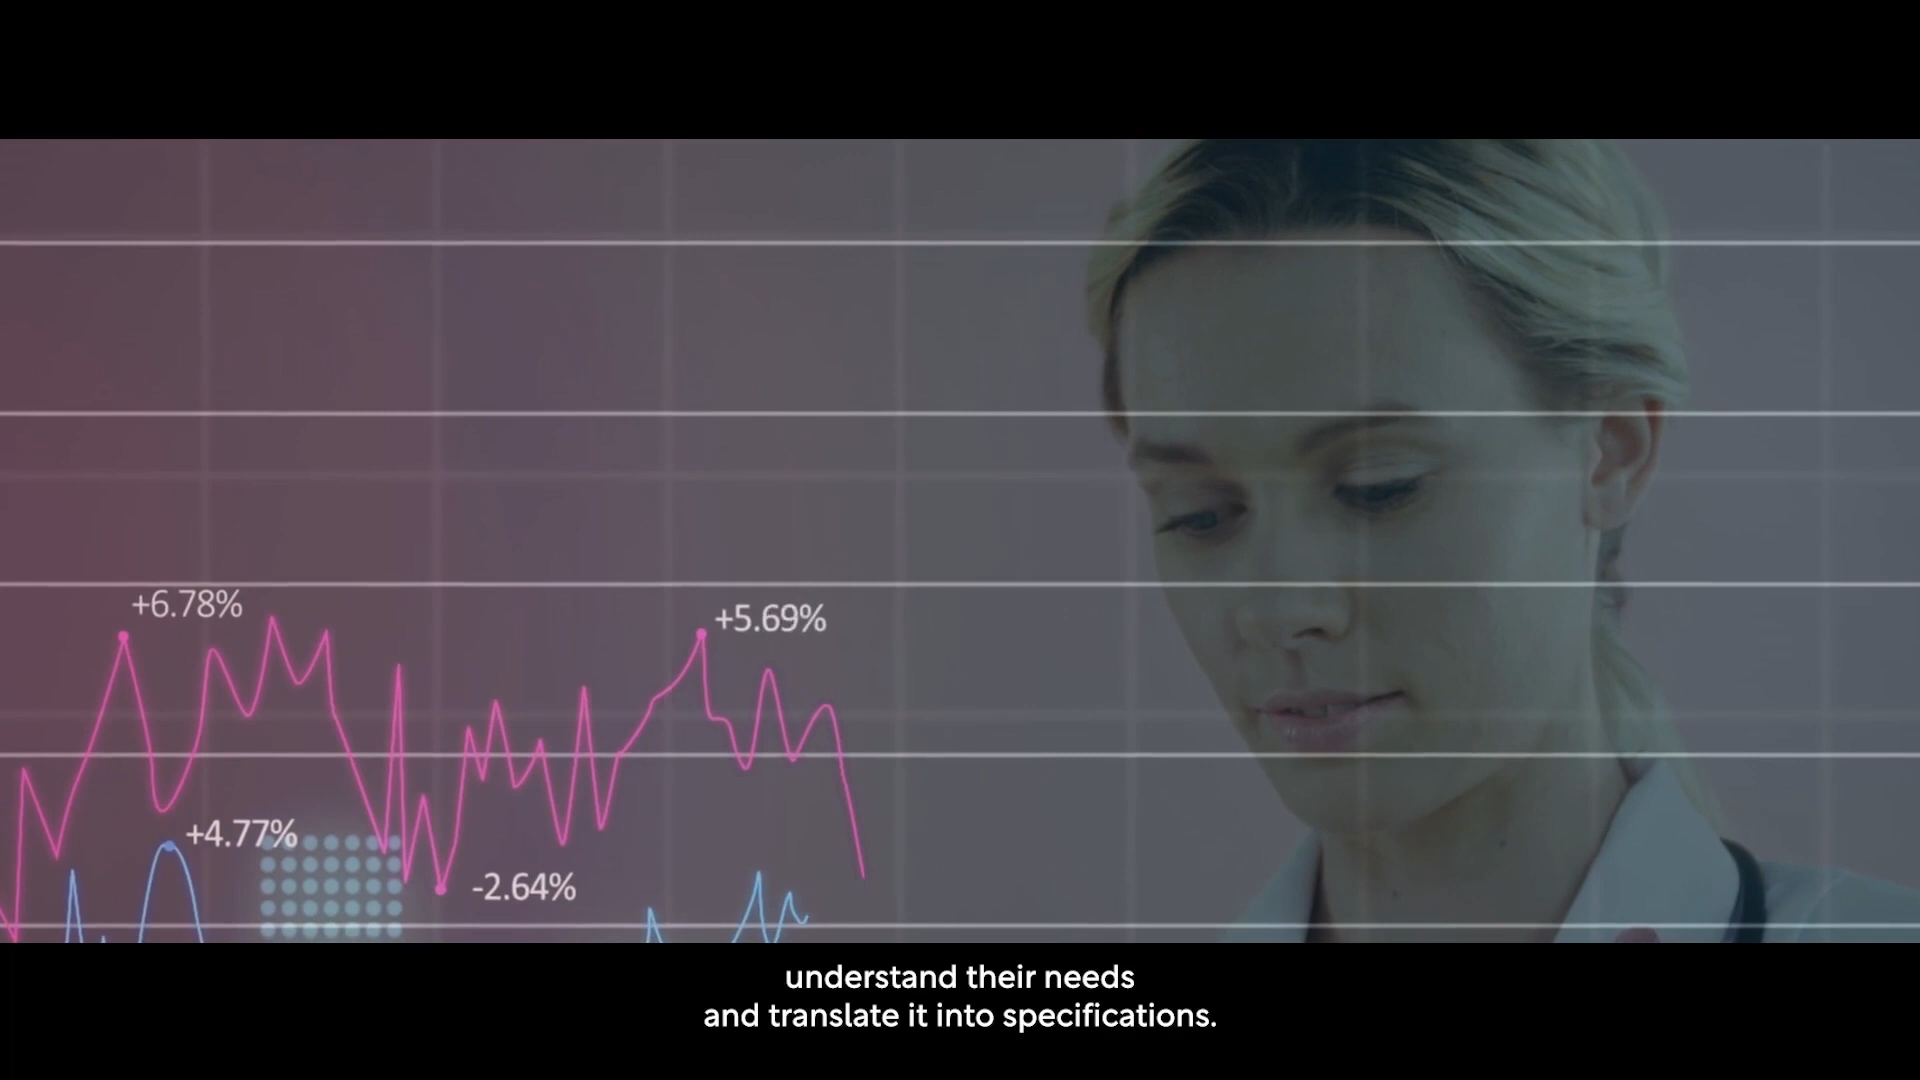 +6.78%
+5.69%
+4.77%
-2.64%
understand their needs
and translate it into specifications.